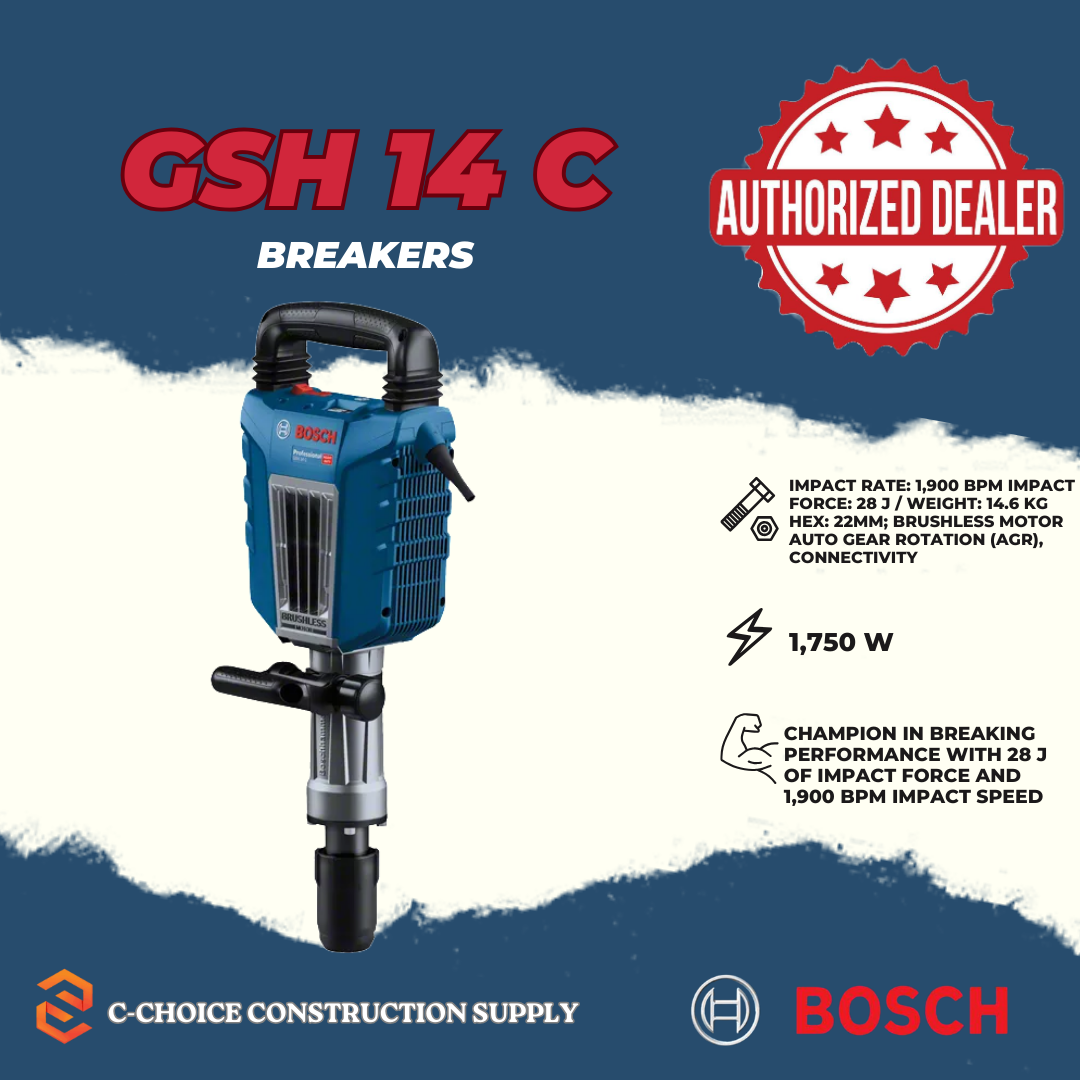 GSH 14 C
BREAKERS
AUTHORIZED DEALER
BOSCH
Professional
BRUSHLESS
IMPACT RATE: 1,900 BPM IMPACT
FORCE: 28 J / WEIGHT: 14.6 KG
HEX: 22MM; BRUSHLESS MOTOR
AUTO GEAR ROTATION (AGR),
CONNECTIVITY
1,750 W
CHAMPION IN BREAKING
PERFORMANCE WITH 28 J
OF IMPACT FORCE AND
1,900 BPM IMPACT SPEED
C-CHOICE CONSTRUCTION SUPPLY
BOSCH